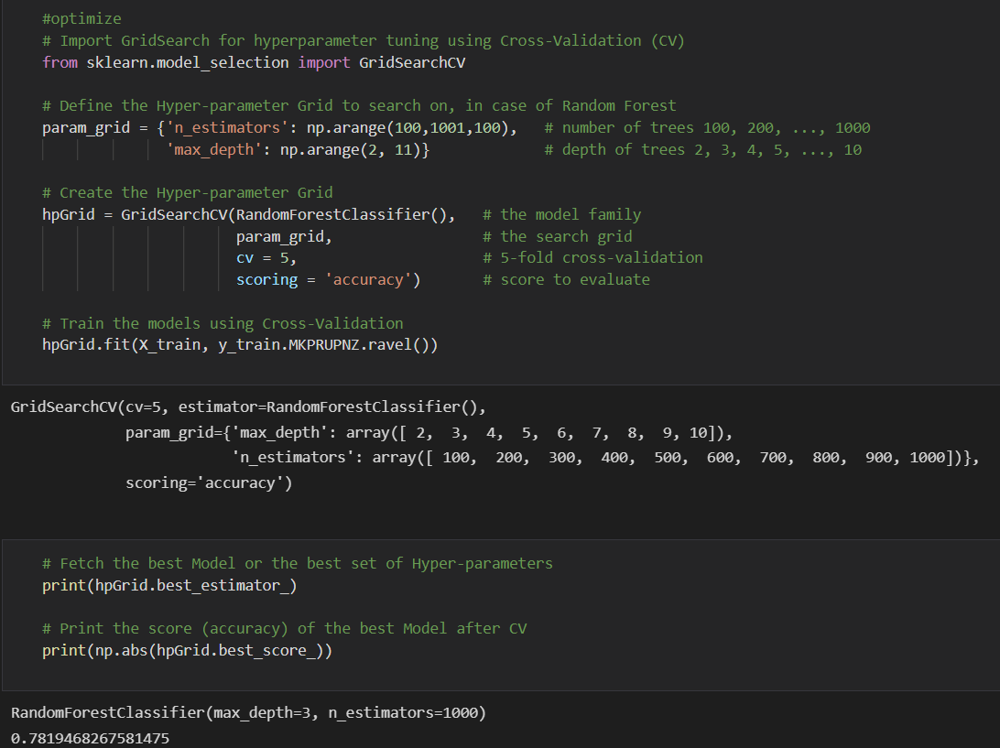 #optimize
# Import GridSearch for hyperparameter tuning using Cross-Validation (CV)
from sklearn.model_selection import GridSearchCV
# Define the Hyper-parameter Grid to search on, in case of Random Forest
param_grid = {'n_estimators': np.arange(100,1001,100),   # number of trees 100, 200, ..., 1000
'max_depth': np.arange(2, 11)}             # depth of trees 2, 3, 4, 5, ..., 10
# Create the Hyper-parameter Grid
hpGrid = GridSearchCV(RandomForestClassifier(),   # the model family
param_grid,                 # the search grid
cv = 5,                     # 5-fold cross-validation
scoring = 'accuracy')       # score to evaluate
# Train the models using Cross-Validation
hpGrid.fit(X_train, y_train.MKPRUPNZ.ravel())
GridSearchCV(cv=5, estimator=RandomForestClassifier(),
param_grid={'max_depth': array([ 2,  3,  4,  5,  6,  7,  8,  9, 10]),
'n_estimators': array([ 100,  200,  300,  400,  500,  600,  700,  800,  900, 1000])},
scoring='accuracy')
# Fetch the best Model or the best set of Hyper-parameters
print(hpGrid.best_estimator_)
# Print the score (accuracy) of the best Model after CV
print(np.abs(hpGrid.best_score_))
RandomForestClassifier(max_depth=3, n_estimators=1000)
0.7819468267581475